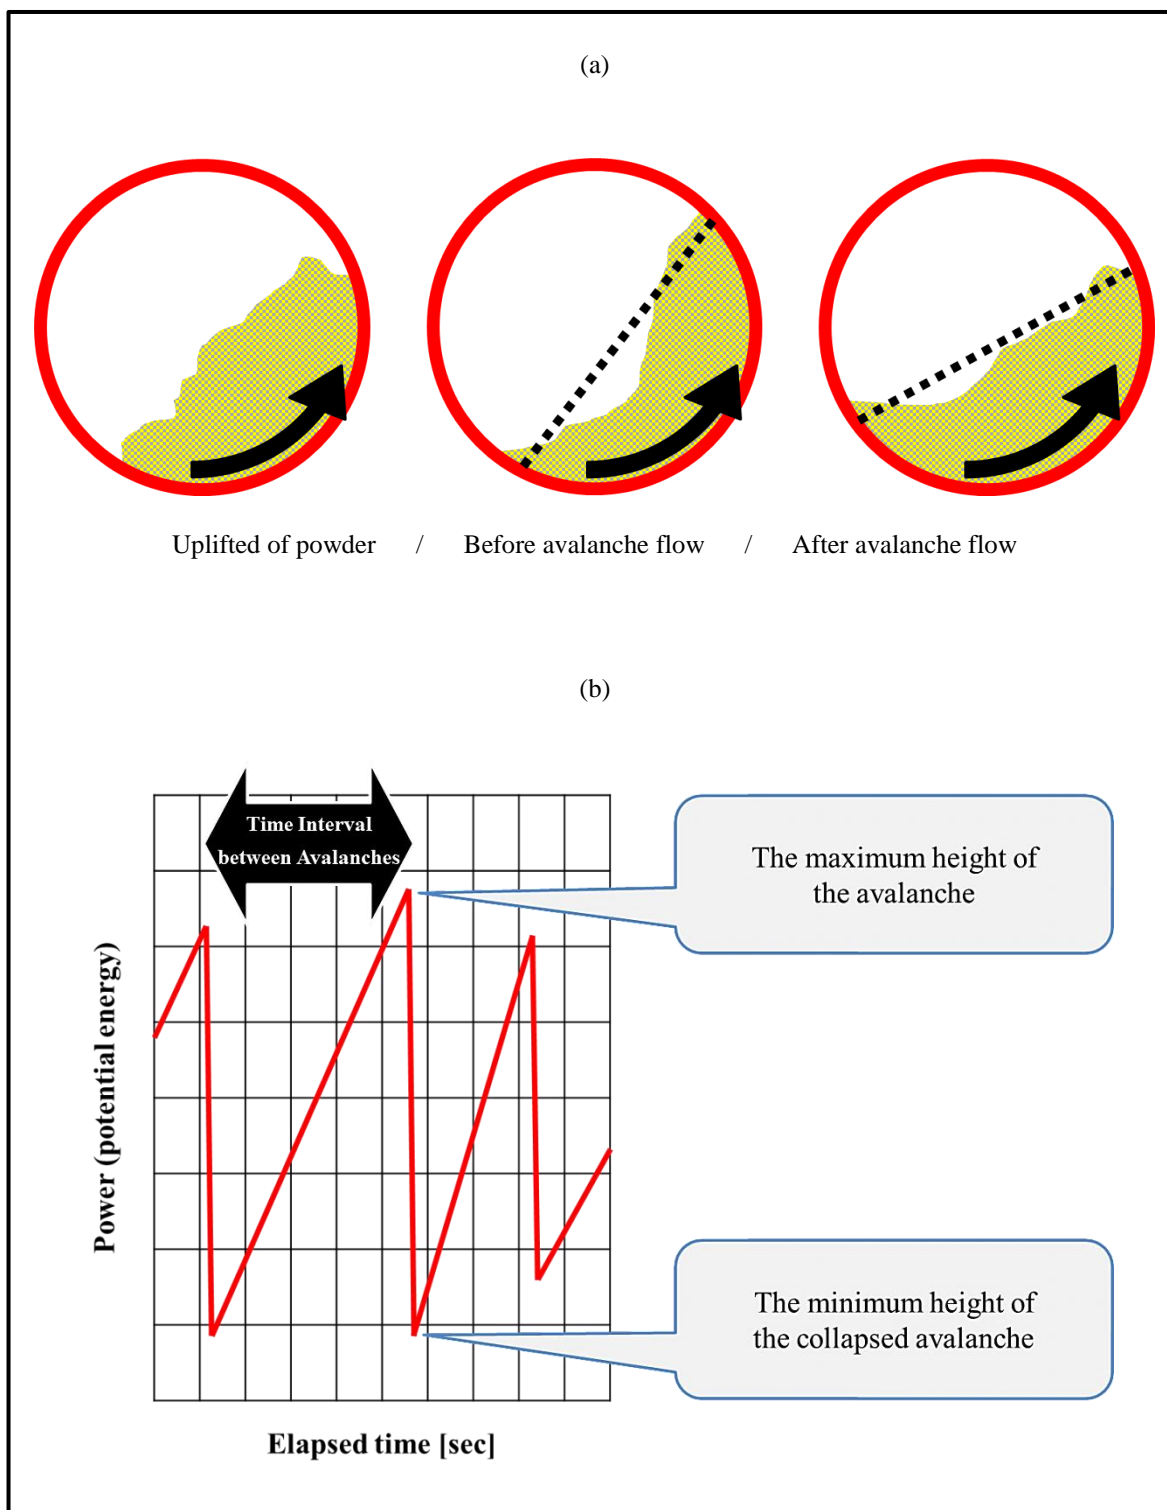 (a)
Uplifted of powder / Before avalanche flow / After avalanche flow
(b)
Time Interval
between Avalanches
The maximum height of
the avalanche
Power (potential energy)
The minimum height of
the collapsed avalanche
Elapsed time [sec]